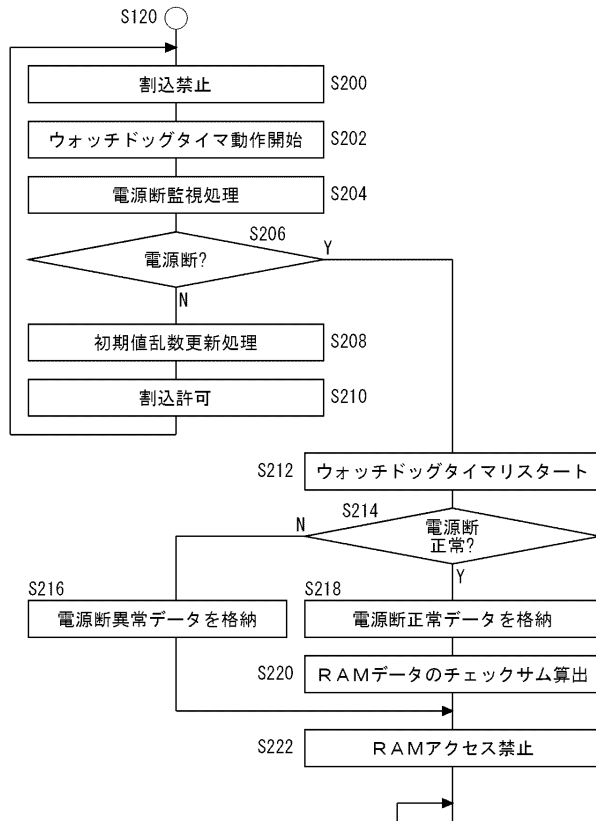 S120
割込禁止 S200
ウォッチドッグタイマ動作開始 S202
電源断監視処理 S204
S206
電源断? Y
N
初期値乱数更新処理 S208
割込許可 S210
S212 ウォッチドッグタイマリスタート
S214
N 電源断
正常?
Y
S216 S218
電源断異常データを格納 電源断正常データを格納
S220 RAMデータのチェックサム算出
S222 RAMアクセス禁止